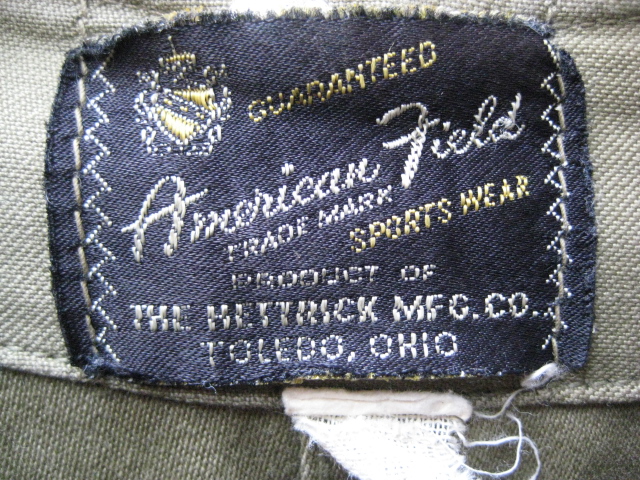 GUARANTEED
American Field
TRADE MARK
SPORTS WEAR
PRODUCT OF
THE HETTRICK MFG. CO.
TOLEDO, OHIO